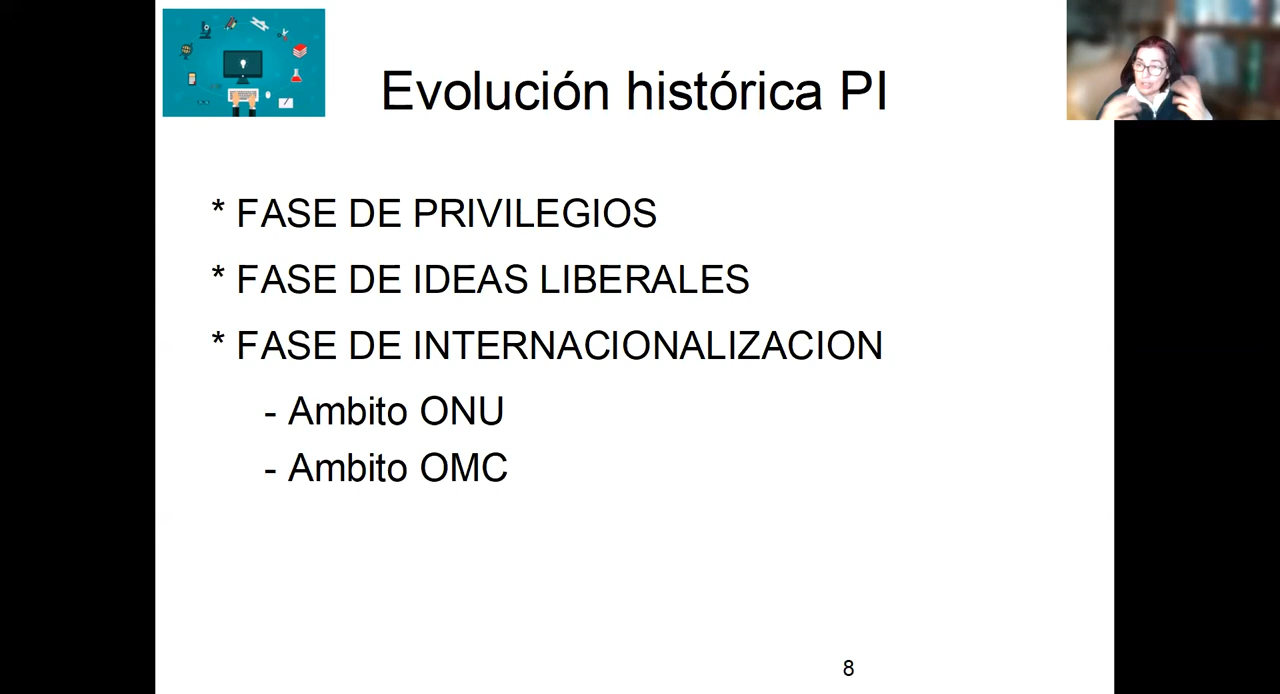 Evolución histórica PI
* FASE DE PRIVILEGIOS
* FASE DE IDEAS LIBERALES
* FASE DE INTERNACIONALIZACION
- Ambito ONU
- Ambito OMC
8